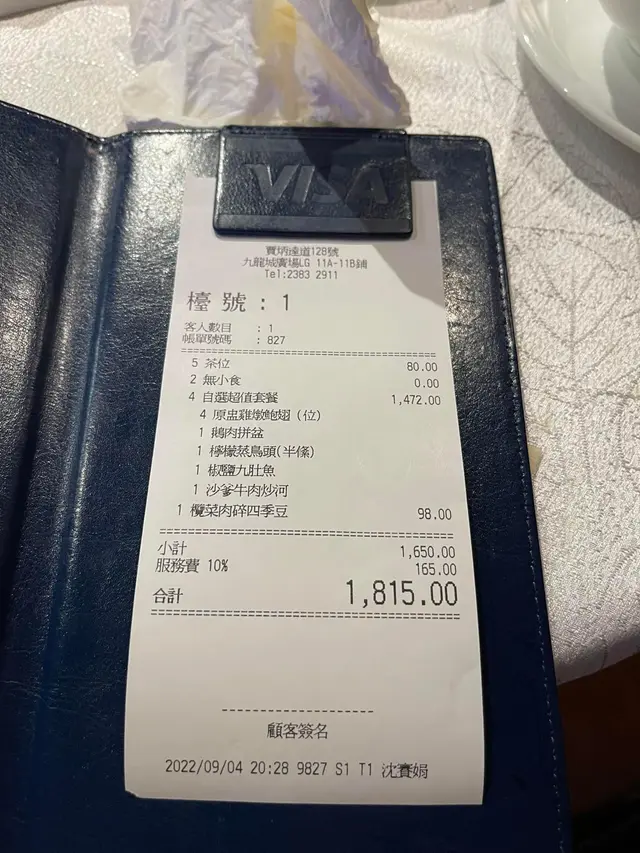 VISA
賈炳達道128號
九龍城廣場LG 11A-11B鋪
Tel:2383 2911
檯號 : 1
客人數目 : 1
帳單號碼 : 827
5 茶位 80.00
2 無小食 0.00
4 自選超值套餐 1,472.00
4 原盅雞燉鮑翅（位）
1 鵝肉拼盆
1 檸檬蒸烏頭(半條)
1 椒鹽九肚魚
1 沙爹牛肉炒河
1 欖菜肉碎四季豆 98.00
小計 1,650.00
服務費 10% 165.00
合計 1,815.00
顧客簽名
2022/09/04 20:28 9827 S1 T1 沈賽娟